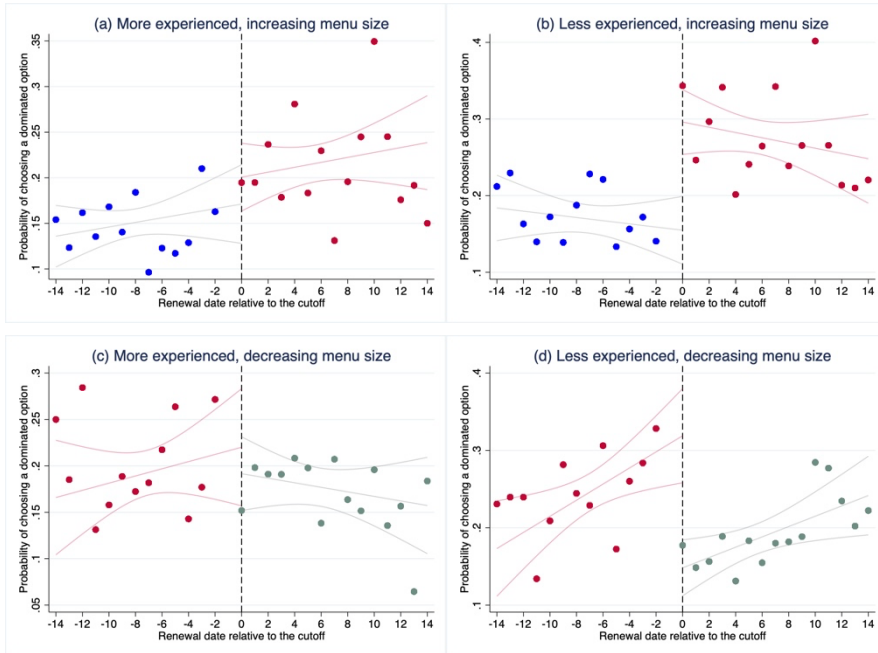 (a) More experienced, increasing menu size
Probability of choosing a dominated option
.35
.3
.25
.2
.15
.1
-14 -12 -10 -8 -6 -4 -2 0 2 4 6 8 10 12 14
Renewal date relative to the cutoff
(b) Less experienced, increasing menu size
Probability of choosing a dominated option
.4
.3
.2
.1
-14 -12 -10 -8 -6 -4 -2 0 2 4 6 8 10 12 14
Renewal date relative to the cutoff
(c) More experienced, decreasing menu size
Probability of choosing a dominated option
.3
.25
.2
.15
.1
.05
-14 -12 -10 -8 -6 -4 -2 0 2 4 6 8 10 12 14
Renewal date relative to the cutoff
(d) Less experienced, decreasing menu size
Probability of choosing a dominated option
.4
.3
.2
.1
-14 -12 -10 -8 -6 -4 -2 0 2 4 6 8 10 12 14
Renewal date relative to the cutoff